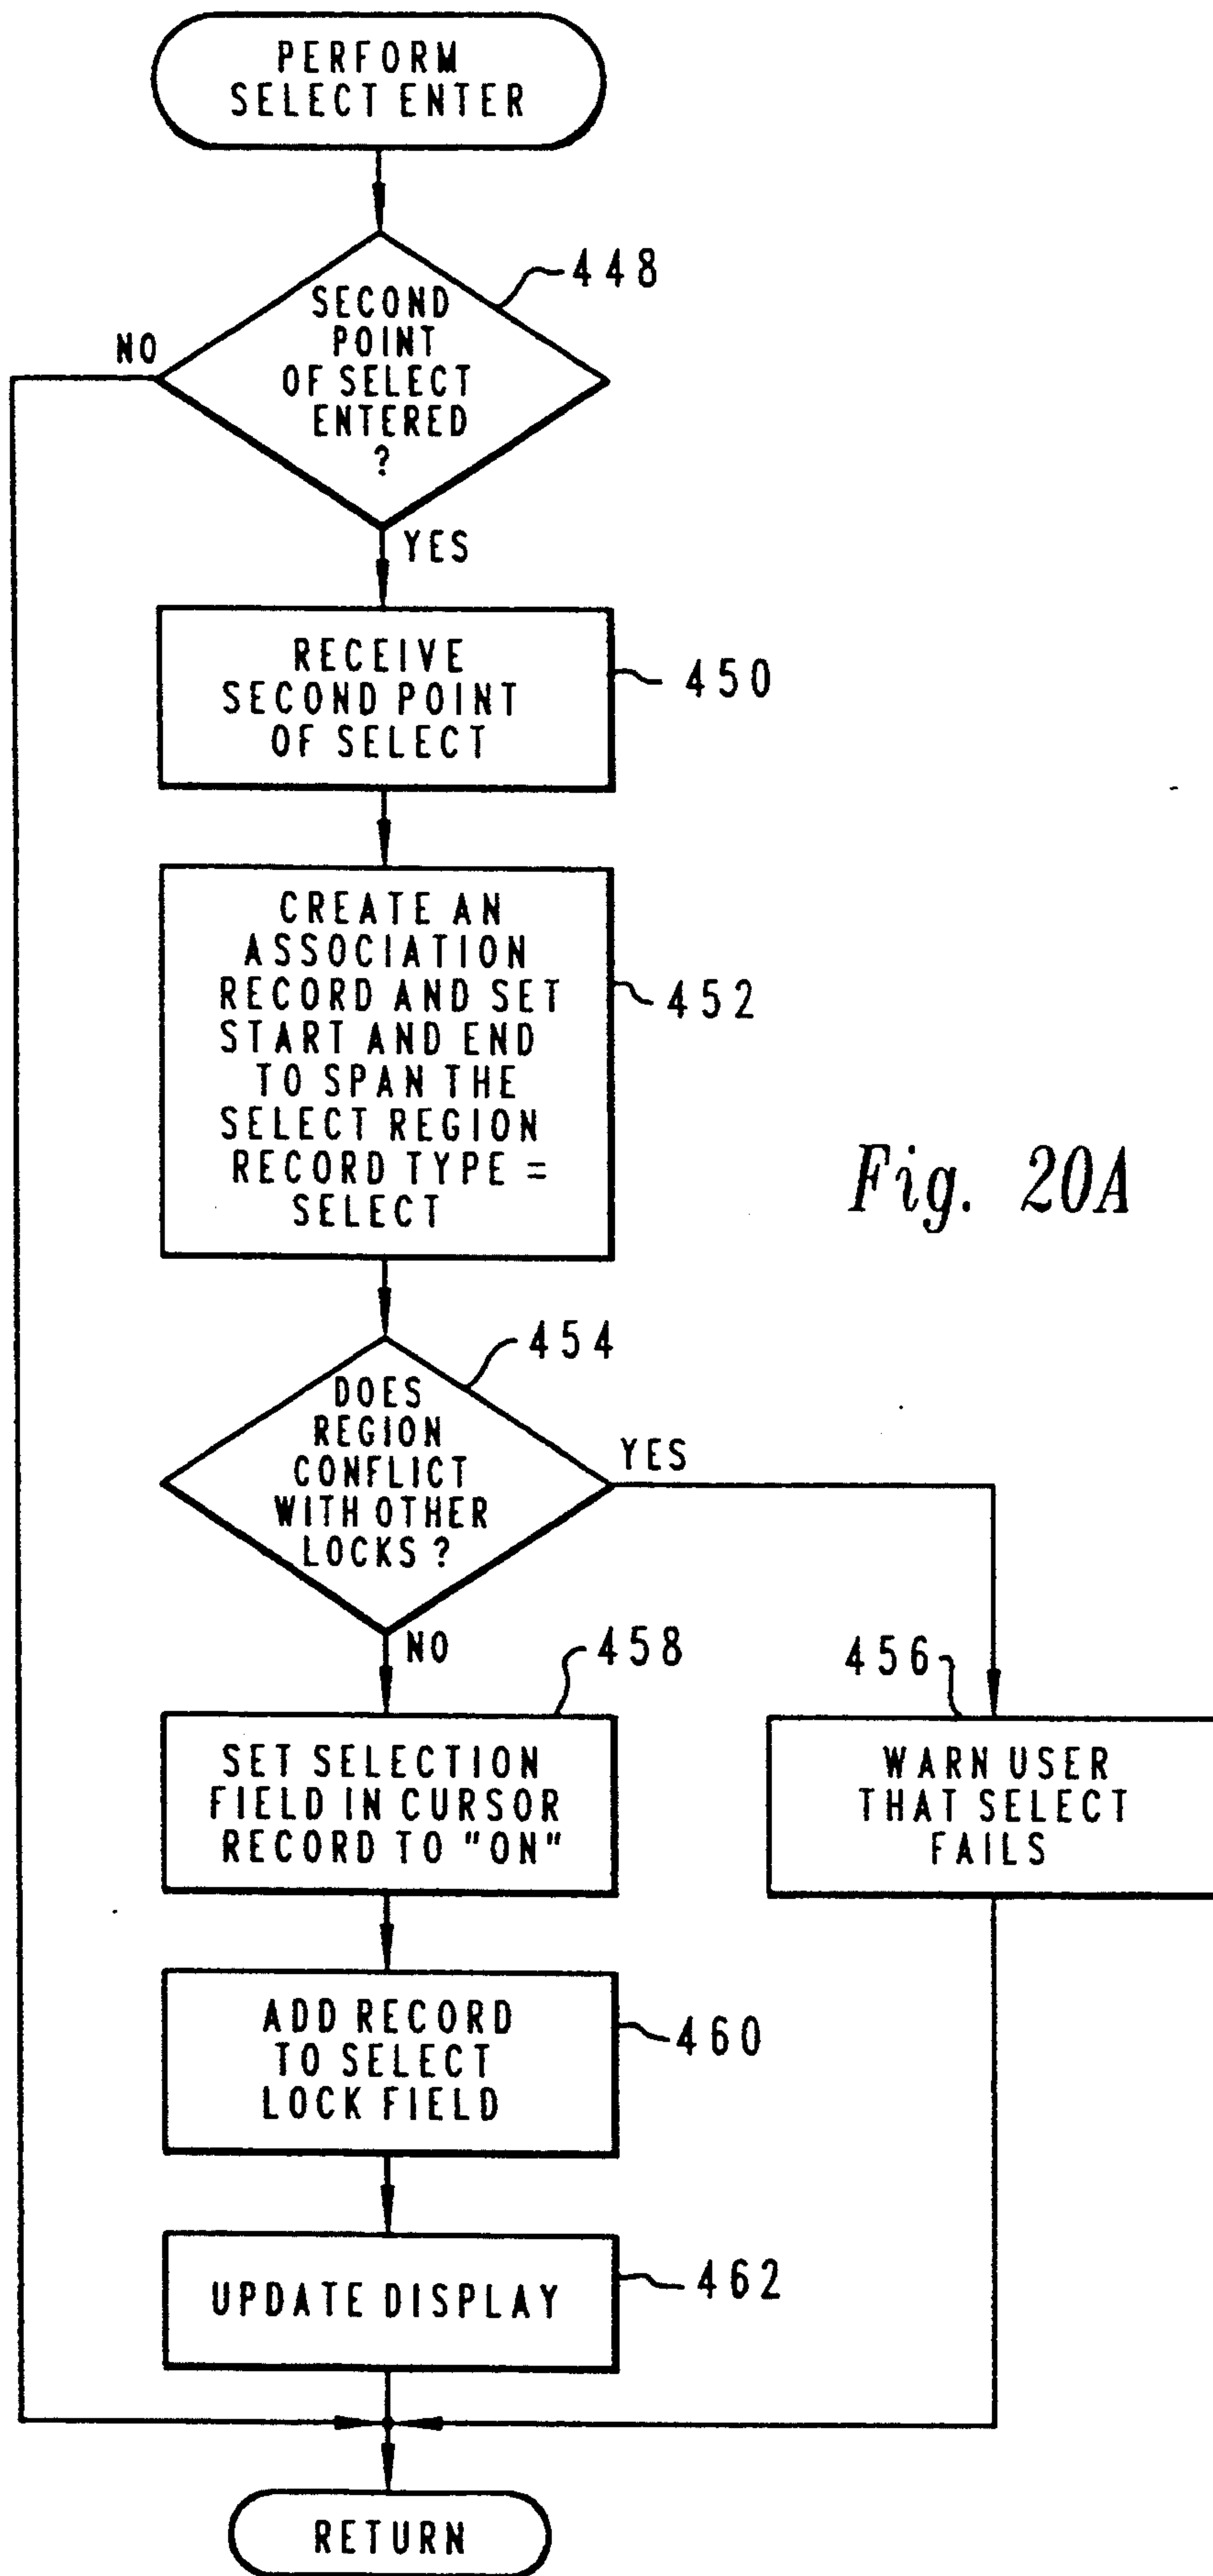 PERFORM
SELECT ENTER
448
SECOND
POINT
OF SELECT
ENTERED
?
NO
YES
RECEIVE
SECOND POINT
OF SELECT
450
CREATE AN
ASSOCIATION
RECORD AND SET
START AND END
TO SPAN THE
SELECT REGION
RECORD TYPE =
SELECT
452
Fig. 20A
454
DOES
REGION
CONFLICT
WITH OTHER
LOCKS ?
YES
NO
458
456
SET SELECTION
FIELD IN CURSOR
RECORD TO "ON"
WARN USER
THAT SELECT
FAILS
ADD RECORD
TO SELECT
LOCK FIELD
460
UPDATE DISPLAY
462
RETURN